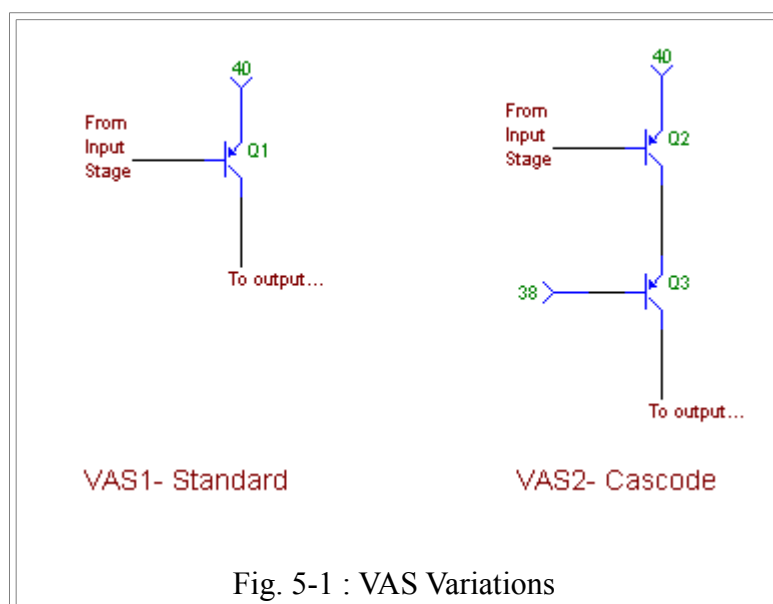 40
From
Input
Stage
Q1
To output...
VAS1- Standard
40
From
Input
Stage
Q2
38
Q3
To output...
VAS2- Cascode
Fig. 5-1 : VAS Variations